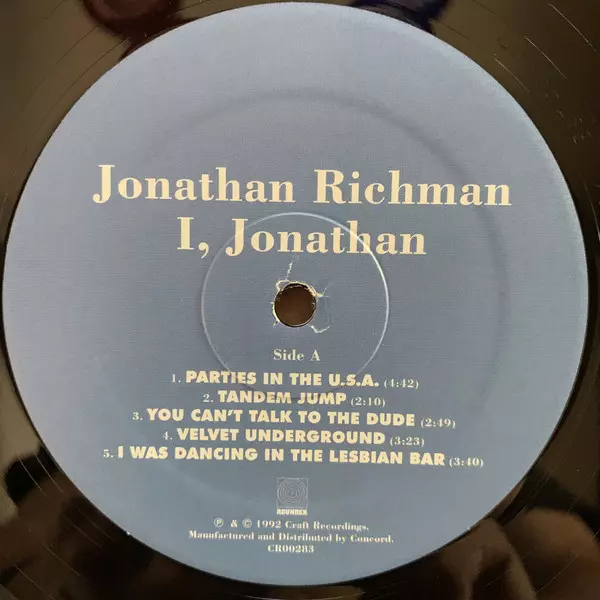 Jonathan Richman
I, Jonathan
Side A
1. PARTIES IN THE U.S.A. (4:42)
2. TANDEM JUMP (2:10)
3. YOU CAN'T TALK TO THE DUDE (2:49)
4. VELVET UNDERGROUND (3:23)
5. I WAS DANCING IN THE LESBIAN BAR (3:40)
ROUNDER
℗ & © 1992 Craft Recordings.
Manufactured and Distributed by Concord.
CR00283